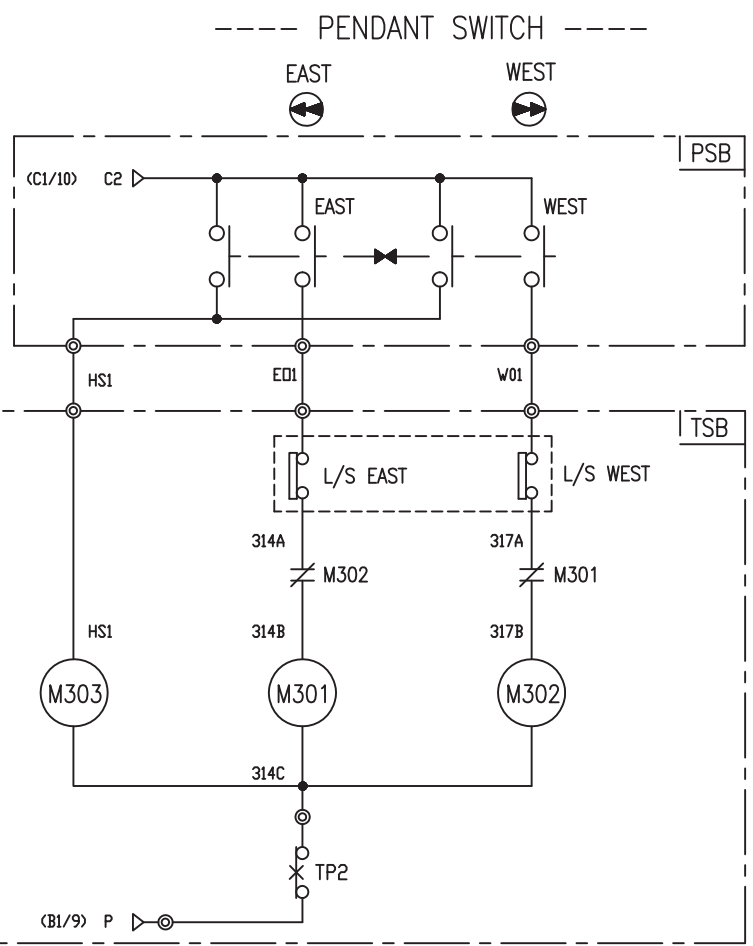 PENDANT SWITCH
EAST
WEST
PSB
(C1/10) C2
EAST
WEST
HS1
E01
W01
TSB
L/S EAST
L/S WEST
314A
317A
M302
M301
HS1
314B
317B
M303
M301
M302
314C
TP2
(B1/9) P